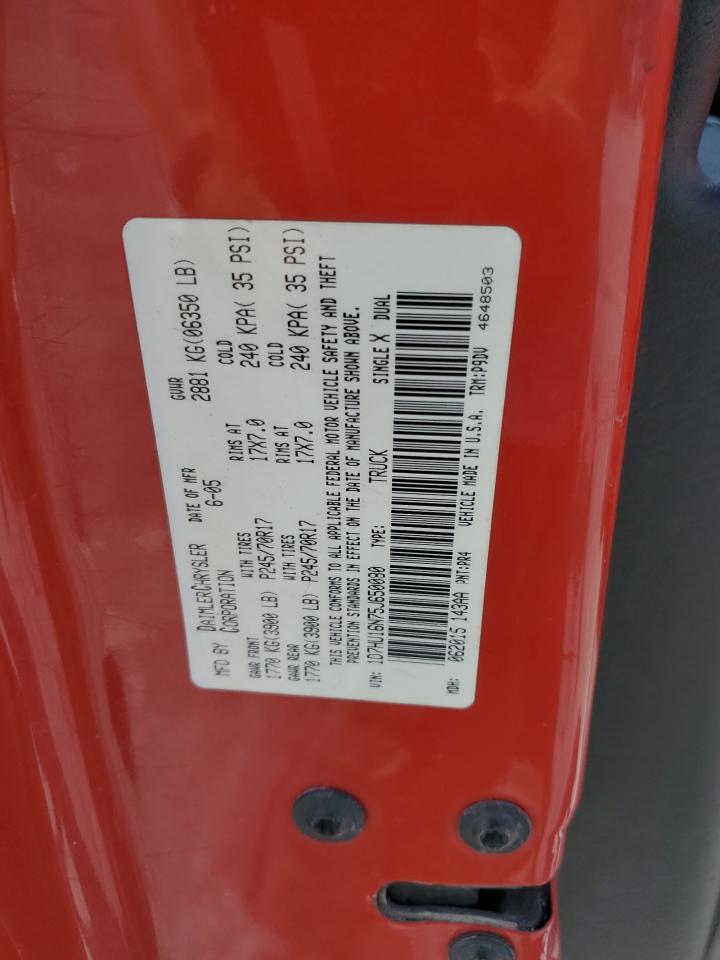 MFD BY DAIMLERCHRYSLER CORPORATION
DATE OF MFR 6-05
GVWR 2881 KG(06350 LB)
GAWR FRONT WITH TIRES RIMS AT COLD
1770 KG(3900 LB) P245/70R17 17X7.0 240 KPA( 35 PSI)
GAWR REAR WITH TIRES RIMS AT COLD
1770 KG(3900 LB) P245/70R17 17X7.0 240 KPA( 35 PSI)
THIS VEHICLE CONFORMS TO ALL APPLICABLE FEDERAL MOTOR VEHICLE SAFETY AND THEFT
PREVENTION STANDARDS IN EFFECT ON THE DATE OF MANUFACTURE SHOWN ABOVE.
VIN: 1D7HU16N75J650090 TYPE: TRUCK SINGLE X DUAL
MDH: 062015 143AA PNT:PR4 VEHICLE MADE IN U.S.A. TRM:P9DV
4648503